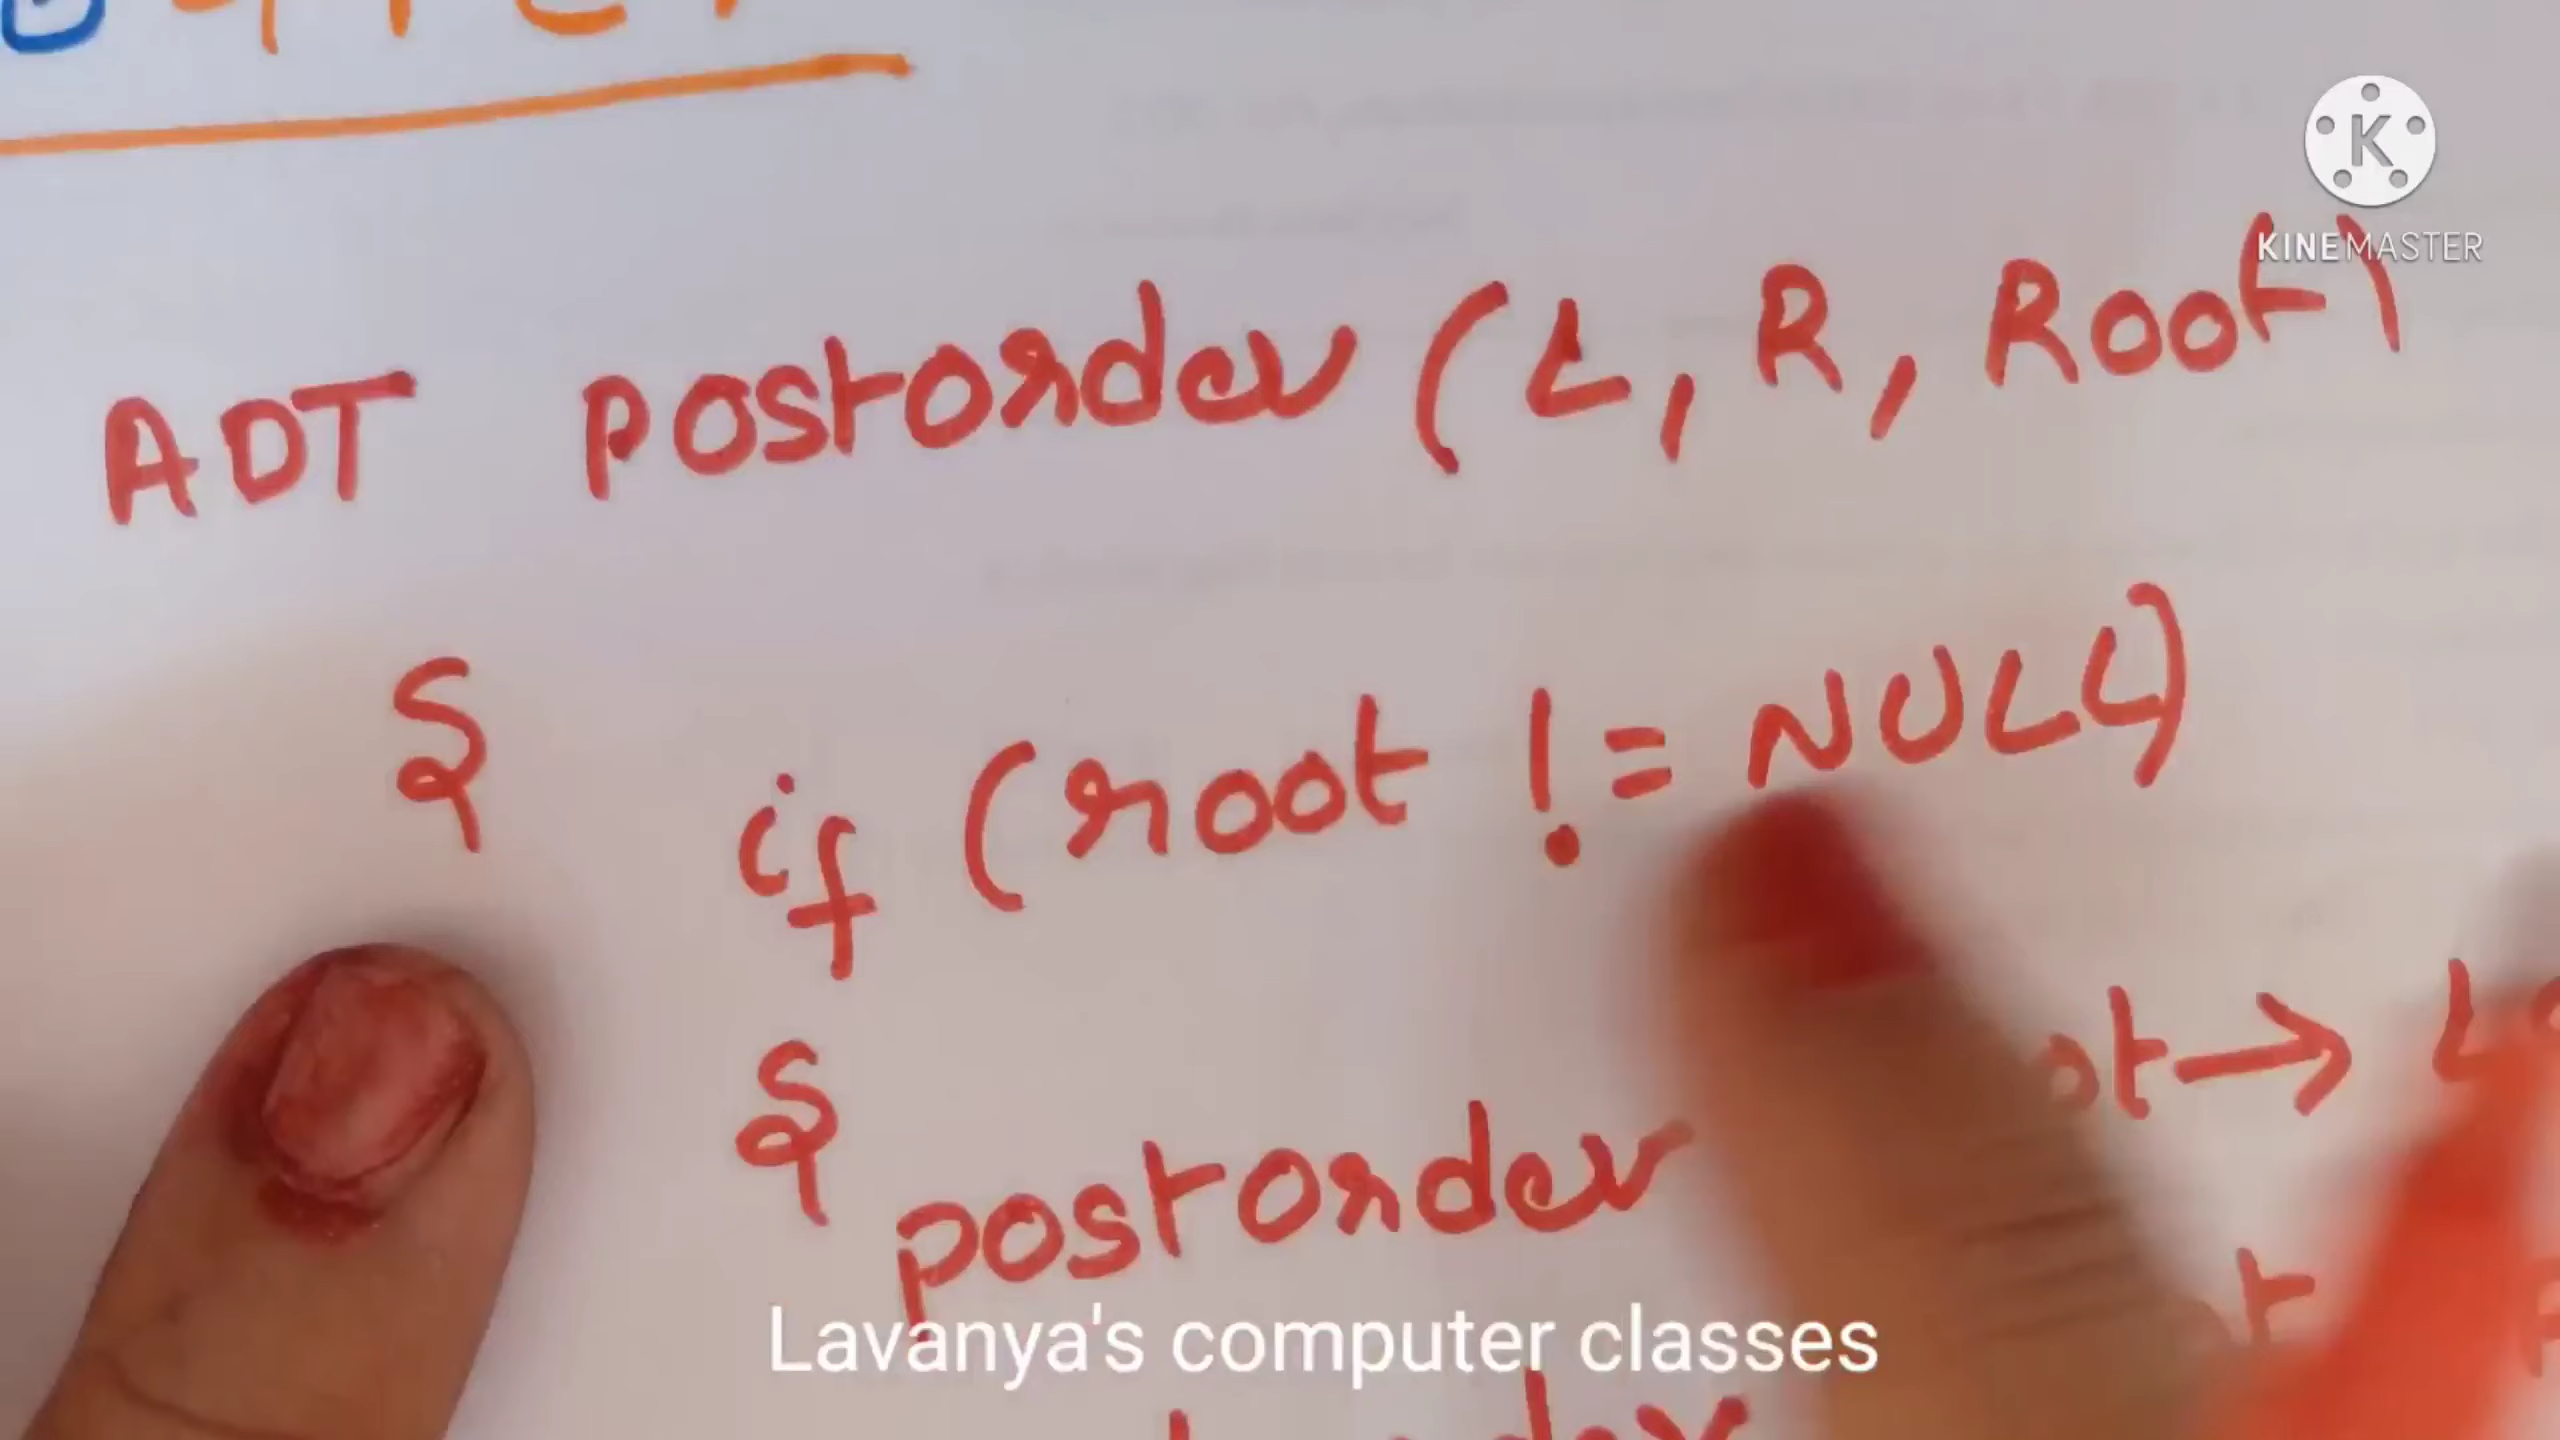 K
KINEMASTER
ADT postorder (L, R, Root)
{
if (root != NULL)
{
postorder
Lavanya's computer classes